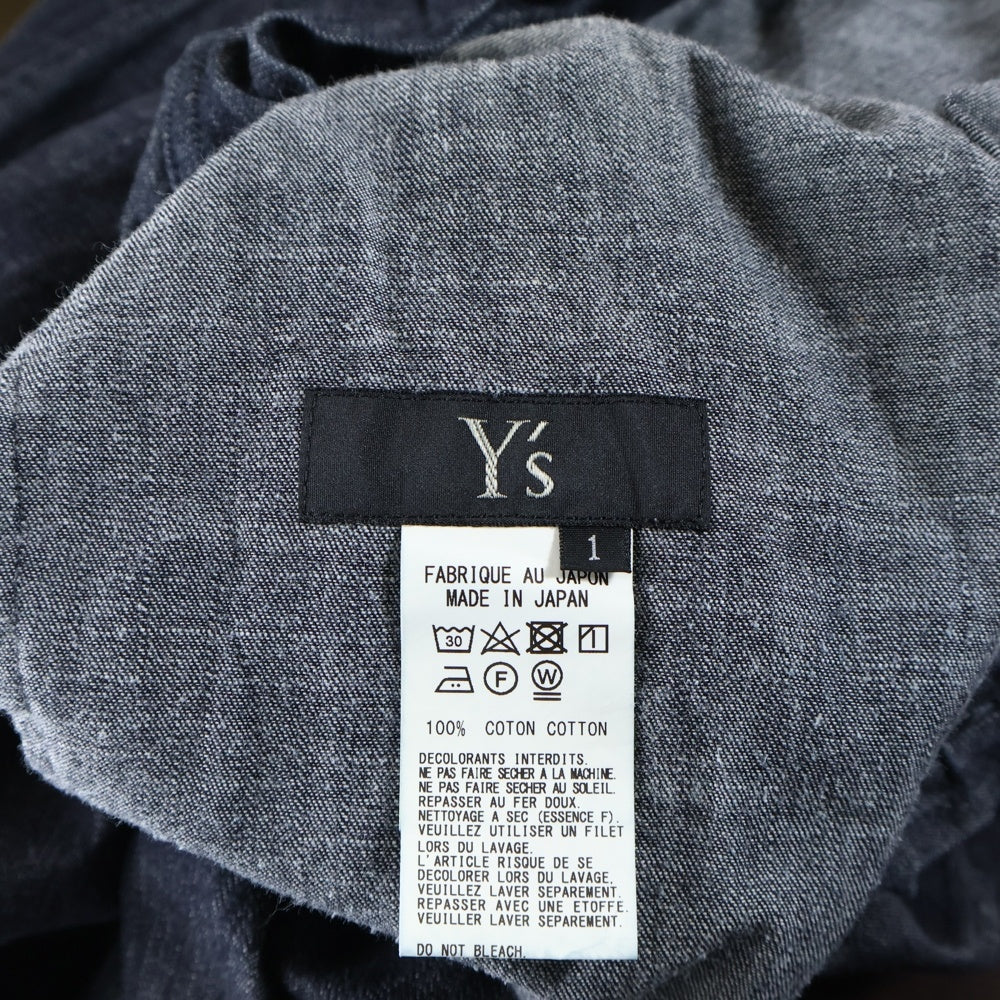 Y's
1
FABRIQUE AU JAPON
MADE IN JAPAN
30
F W
100% COTON COTTON
DECOLORANTS INTERDITS.
NE PAS FAIRE SECHER A LA MACHINE.
NE PAS FAIRE SECHER AU SOLEIL.
REPASSER AU FER DOUX.
NETTOYAGE A SEC (ESSENCE F).
VEUILLEZ UTILISER UN FILET
LORS DU LAVAGE.
L'ARTICLE RISQUE DE SE
DECOLORER LORS DU LAVAGE,
VEUILLEZ LAVER SEPAREMENT.
REPASSER AVEC UNE ETOFFE.
VEUILLER LAVER SEPAREMENT.
DO NOT BLEACH.